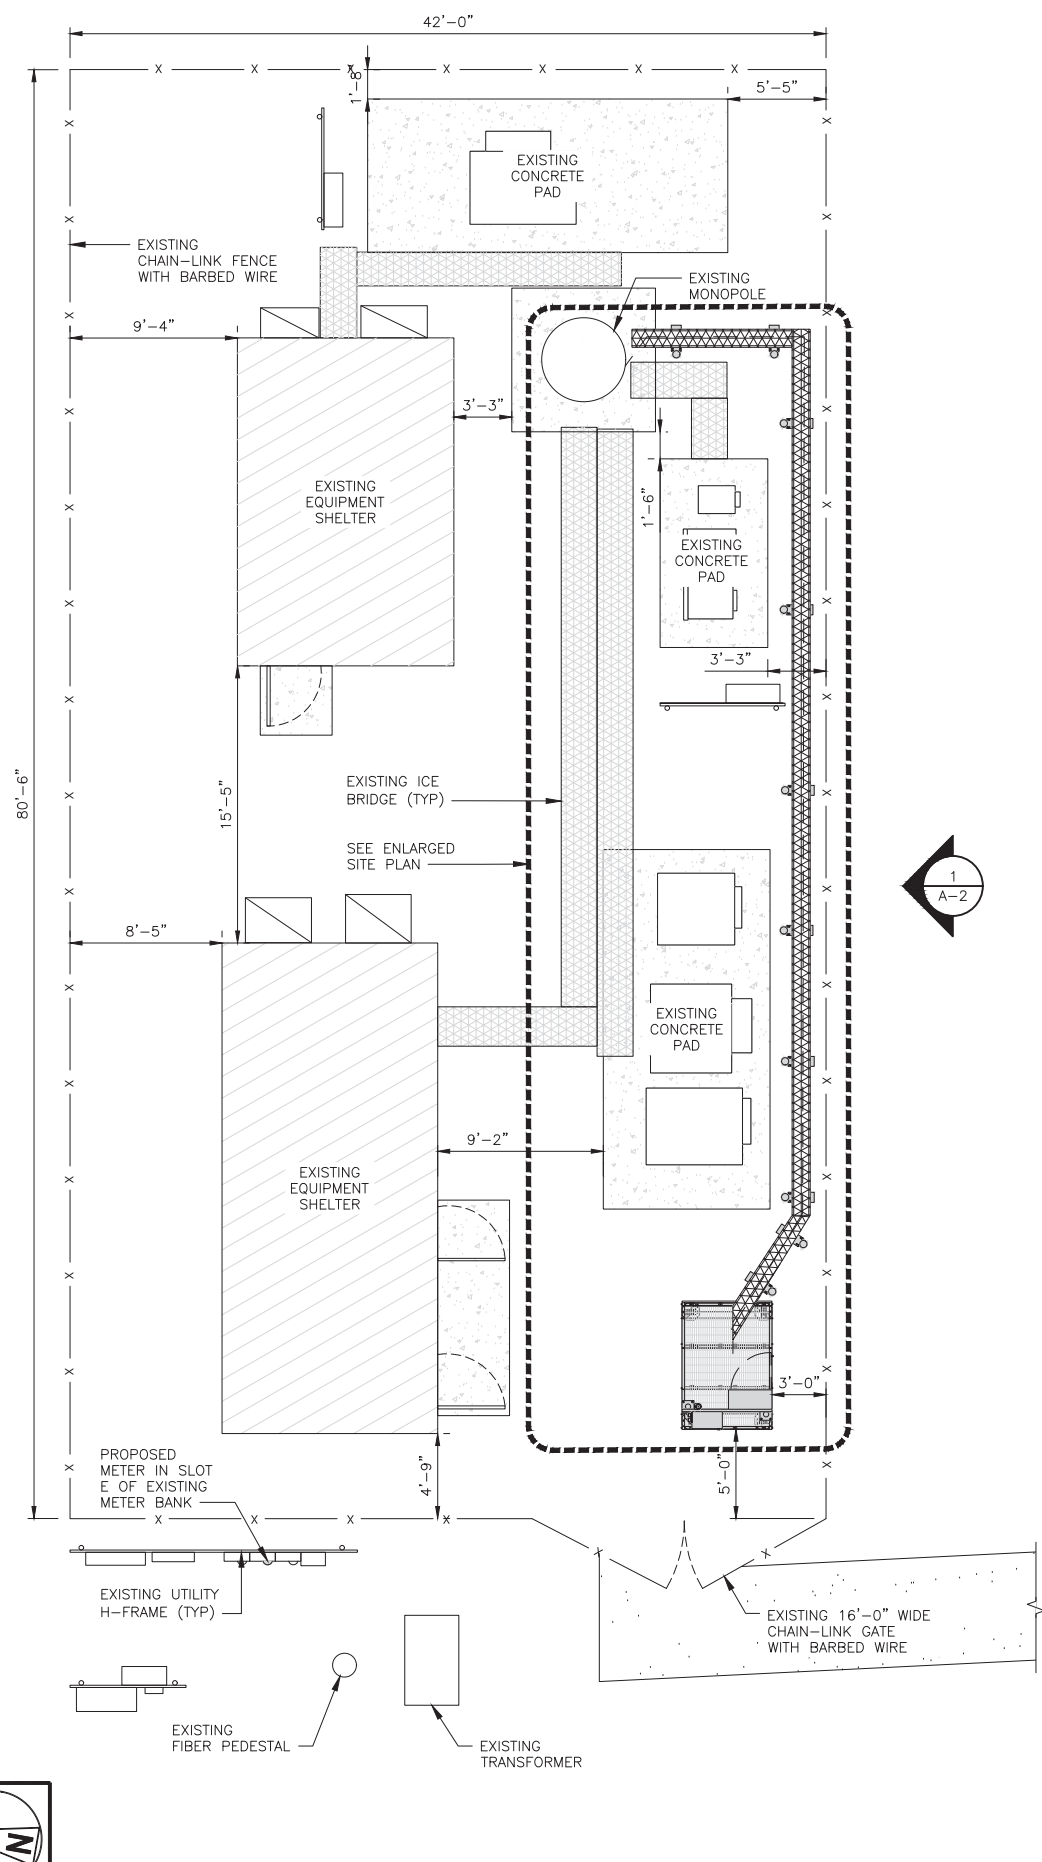 42'-0"
1'-8
5'-5"
EXISTING
CONCRETE
PAD
EXISTING
CHAIN-LINK FENCE
WITH BARBED WIRE
EXISTING
MONOPOLE
9'-4"
3'-3"
EXISTING
EQUIPMENT
SHELTER
1'-6"
EXISTING
CONCRETE
PAD
3'-3"
80'-6"
15'-5"
EXISTING ICE
BRIDGE (TYP)
SEE ENLARGED
SITE PLAN
1
A-2
8'-5"
EXISTING
CONCRETE
PAD
9'-2"
EXISTING
EQUIPMENT
SHELTER
3'-0"
5'-0"
4'-9"
PROPOSED
METER IN SLOT
E OF EXISTING
METER BANK
EXISTING UTILITY
H-FRAME (TYP)
EXISTING 16'-0" WIDE
CHAIN-LINK GATE
WITH BARBED WIRE
EXISTING
FIBER PEDESTAL
EXISTING
TRANSFORMER
N